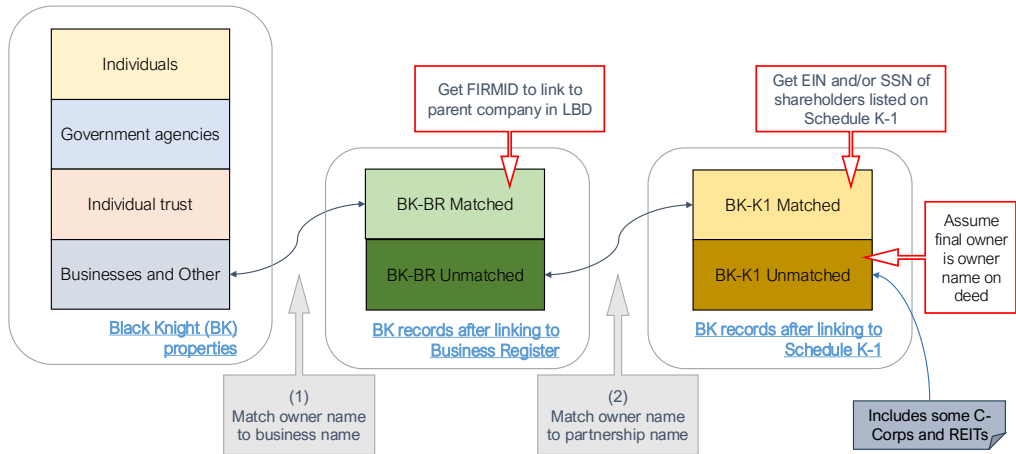 Individuals
Government agencies
Individual trust
Businesses and Other
Black Knight (BK)
properties
(1)
Match owner name
to business name
Get FIRMID to link to
parent company in LBD
BK-BR Matched
BK-BR Unmatched
BK records after linking to
Business Register
(2)
Match owner name
to partnership name
Get EIN and/or SSN of
shareholders listed on
Schedule K-1
BK-K1 Matched
BK-K1 Unmatched
BK records after linking to
Schedule K-1
Assume
final owner
is owner
name on
deed
Includes some C-
Corps and REITs